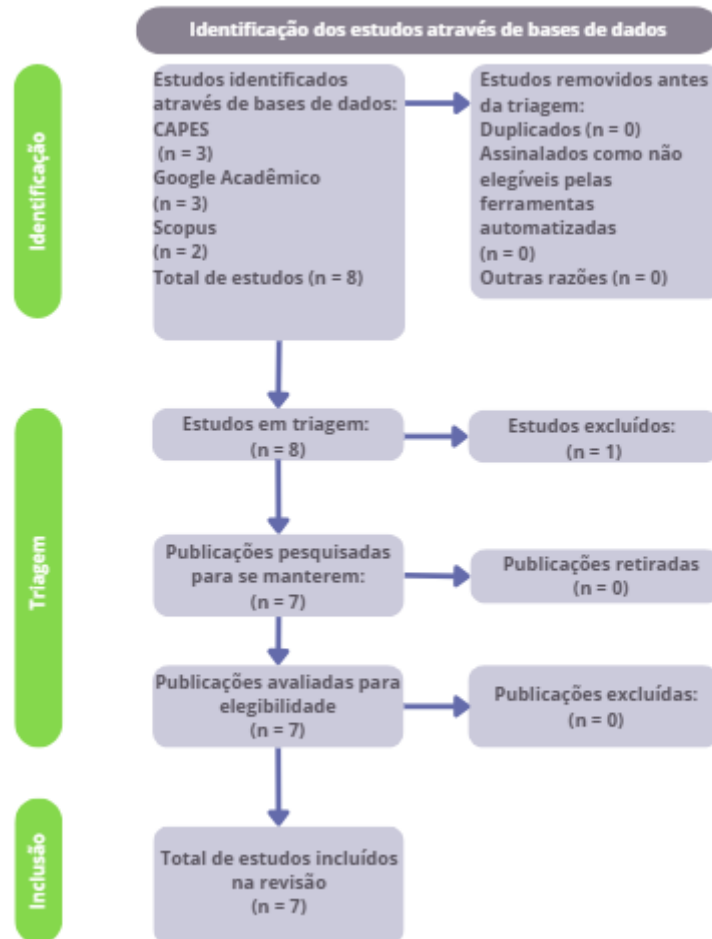 Identificação dos estudos através de bases de dados
Identificação
Estudos identificados
através de bases de dados:
CAPES
(n = 3)
Google Acadêmico
(n = 3)
Scopus
(n = 2)
Total de estudos (n = 8)
Estudos removidos antes
da triagem:
Duplicados (n = 0)
Assinalados como não
elegíveis pelas
ferramentas
automatizadas
(n = 0)
Outras razões (n = 0)
Triagem
Estudos em triagem:
(n = 8)
Estudos excluídos:
(n = 1)
Publicações pesquisadas
para se manterem:
(n = 7)
Publicações retiradas
(n = 0)
Publicações avaliadas para
elegibilidade
(n = 7)
Publicações excluídas:
(n = 0)
Inclusão
Total de estudos incluídos
na revisão
(n = 7)